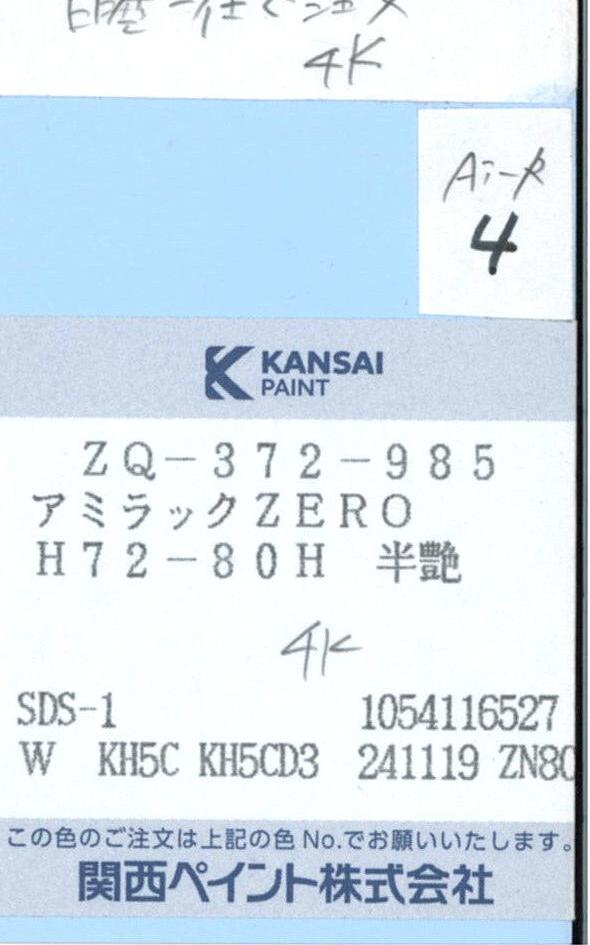 4K
4
KANSAI
PAINT
ZQ-372-985
アミラックZERO
H72-80H 半艶
4K
SDS-1 1054116527
W KH5C KH5CD3 241119 ZN80
この色のご注文は上記の色 No.でお願いいたします。
関西ペイント株式会社